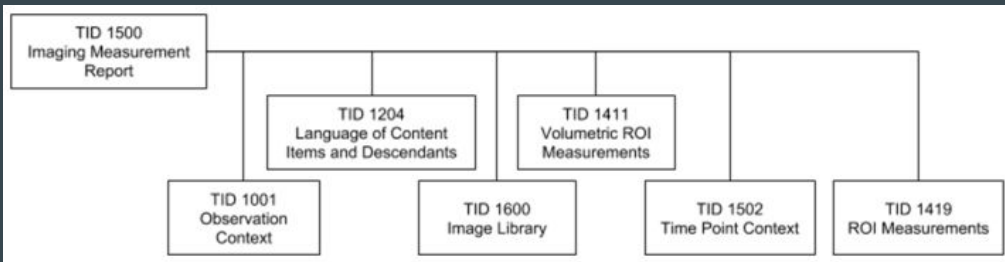 TID 1500
Imaging Measurement
Report
TID 1204
Language of Content
Items and Descendants
TID 1411
Volumetric ROI
Measurements
TID 1001
Observation
Context
TID 1600
Image Library
TID 1502
Time Point Context
TID 1419
ROI Measurements